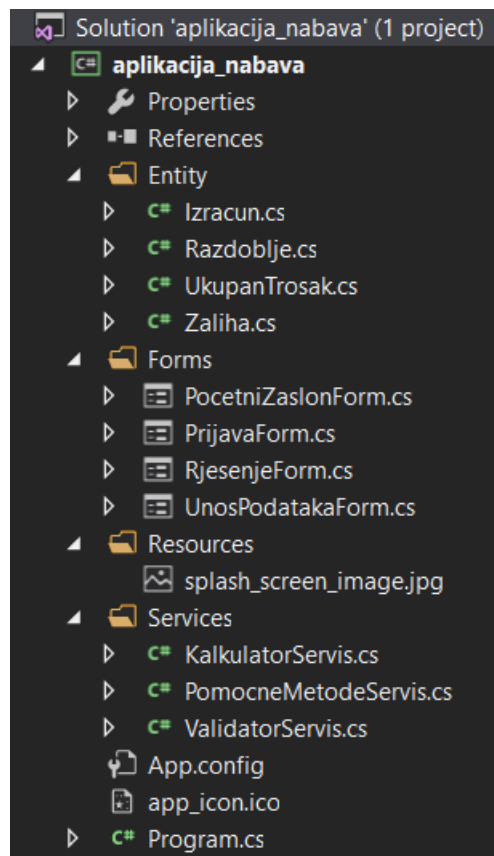 Solution 'aplikacija_nabava' (1 project)
C# aplikacija_nabava
Properties
References
Entity
C# Izracun.cs
C# Razdoblje.cs
C# UkupanTrosak.cs
C# Zaliha.cs
Forms
PocetniZaslonForm.cs
PrijavaForm.cs
RjesenjeForm.cs
UnosPodatakaForm.cs
Resources
splash_screen_image.jpg
Services
C# KalkulatorServis.cs
C# PomocneMetodeServis.cs
C# ValidatorServis.cs
App.config
app_icon.ico
C# Program.cs